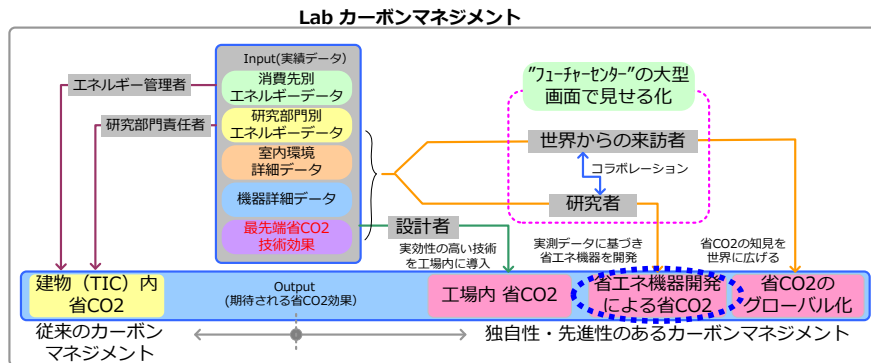 Lab カーボンマネジメント
Input(実績データ)
エネルギー管理者
消費先別
エネルギーデータ
研究部門責任者
研究部門別
エネルギーデータ
室内環境
詳細データ
機器詳細データ
最先端省CO2
技術効果
"フューチャーセンター"の大型
画面で見せる化
世界からの来訪者
コラボレーション
研究者
設計者
実効性の高い技術
を工場内に導入
実測データに基づき
省エネ機器を開発
省CO2の知見を
世界に広げる
建物（TIC）内
省CO2
Output
(期待される省CO2効果)
工場内 省CO2
省エネ機器開発
による省CO2
省CO2の
グローバル化
従来のカーボン
マネジメント
独自性・先進性のあるカーボンマネジメント